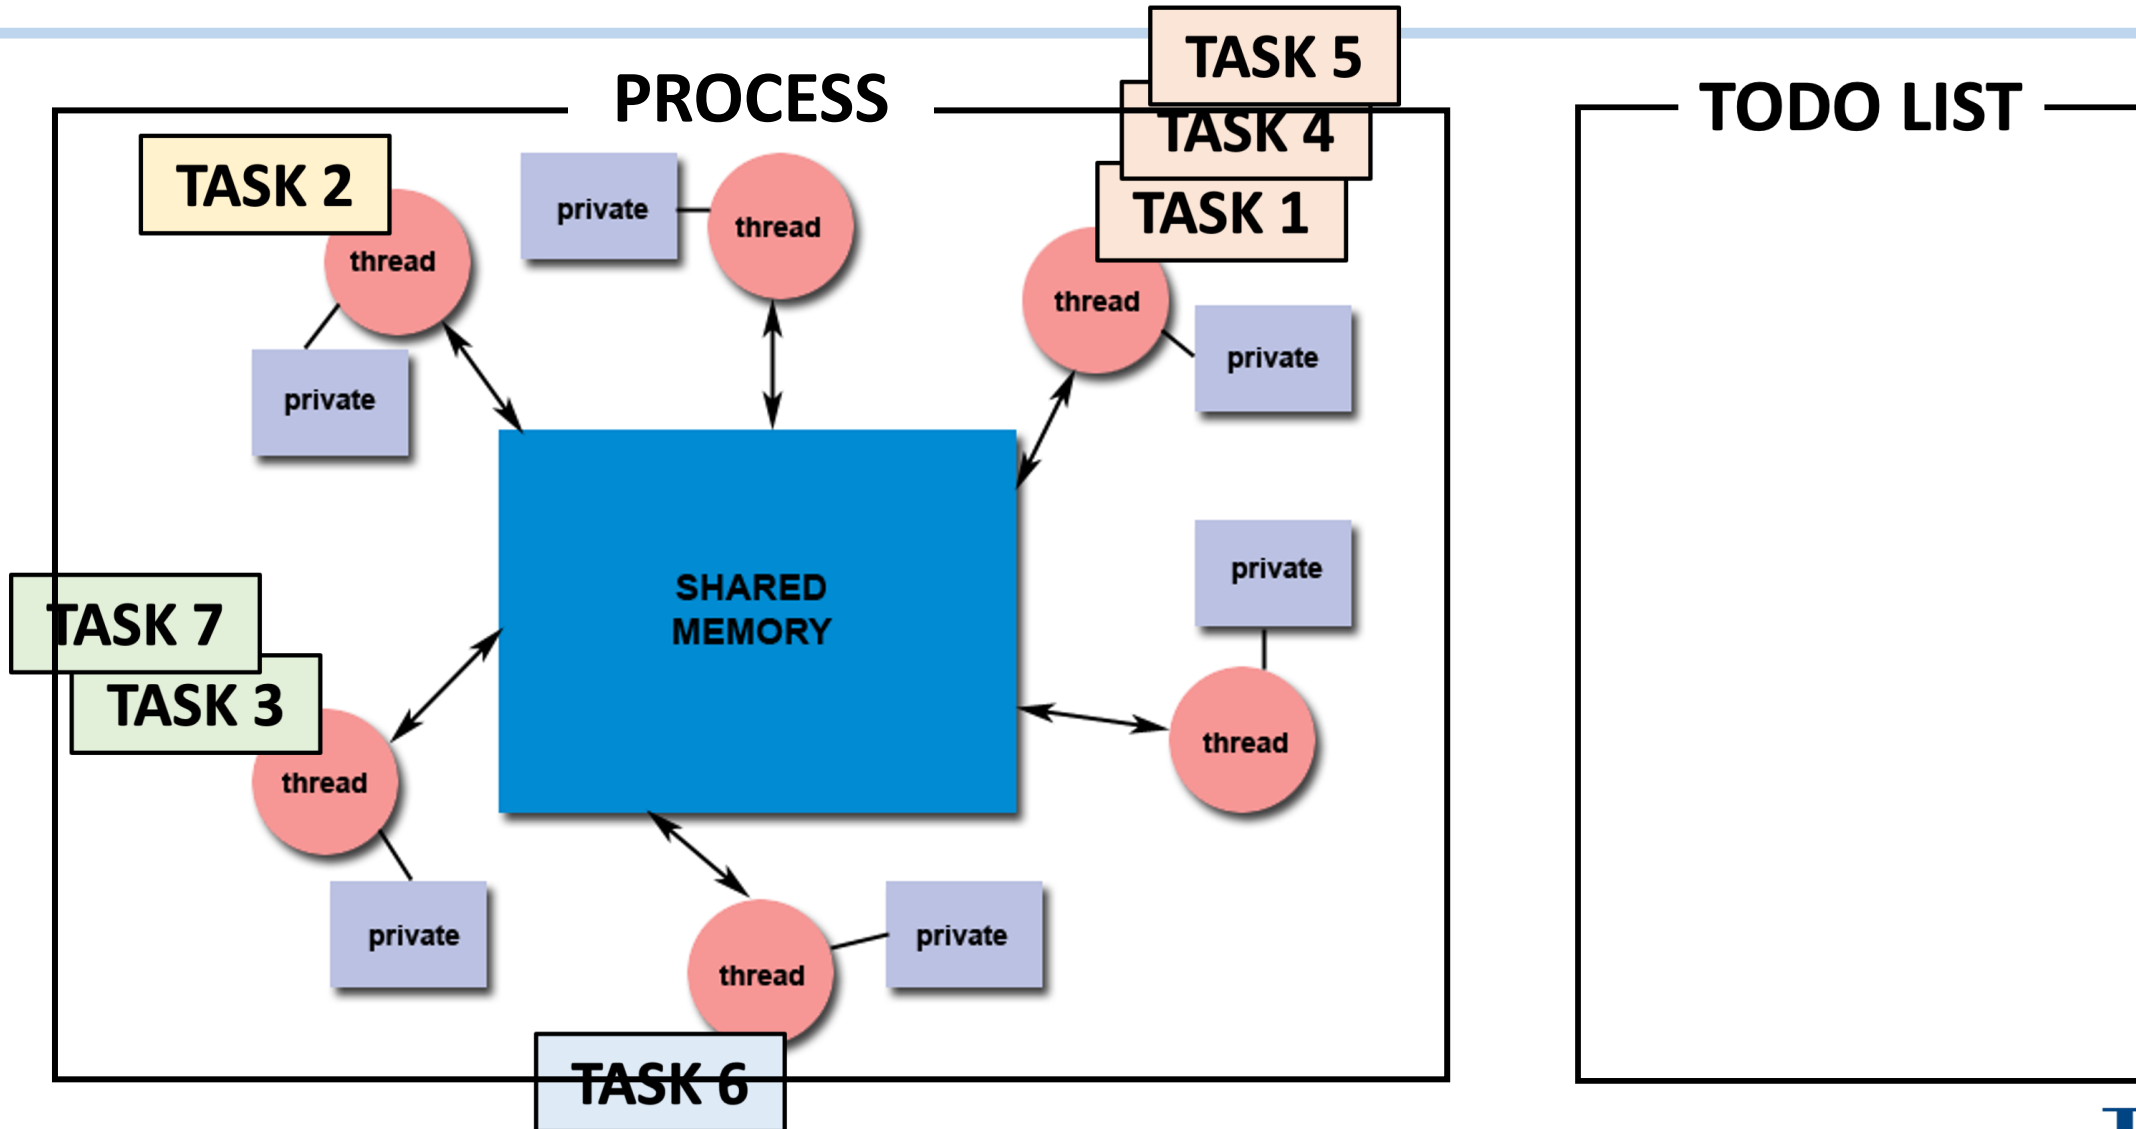 TASK 5
PROCESS
TODO LIST
TASK 4
TASK 2
TASK 1
private
thread
thread
thread
private
private
private
SHARED
MEMORY
TASK 7
TASK 3
thread
thread
private
thread
private
TASK 6